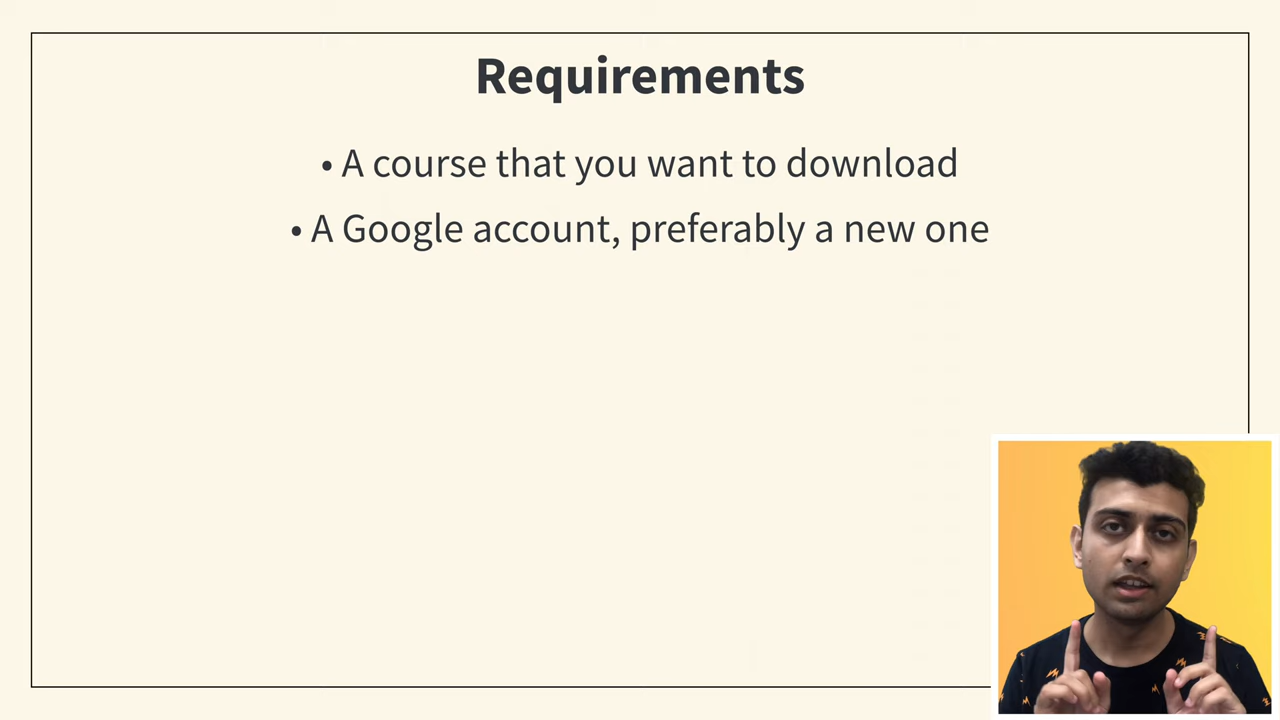 Requirements
• A course that you want to download
• A Google account, preferably a new one